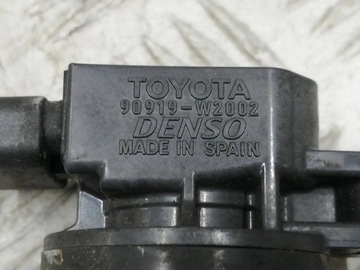 TOYOTA
90919-W2002
DENSO
MADE IN SPAIN